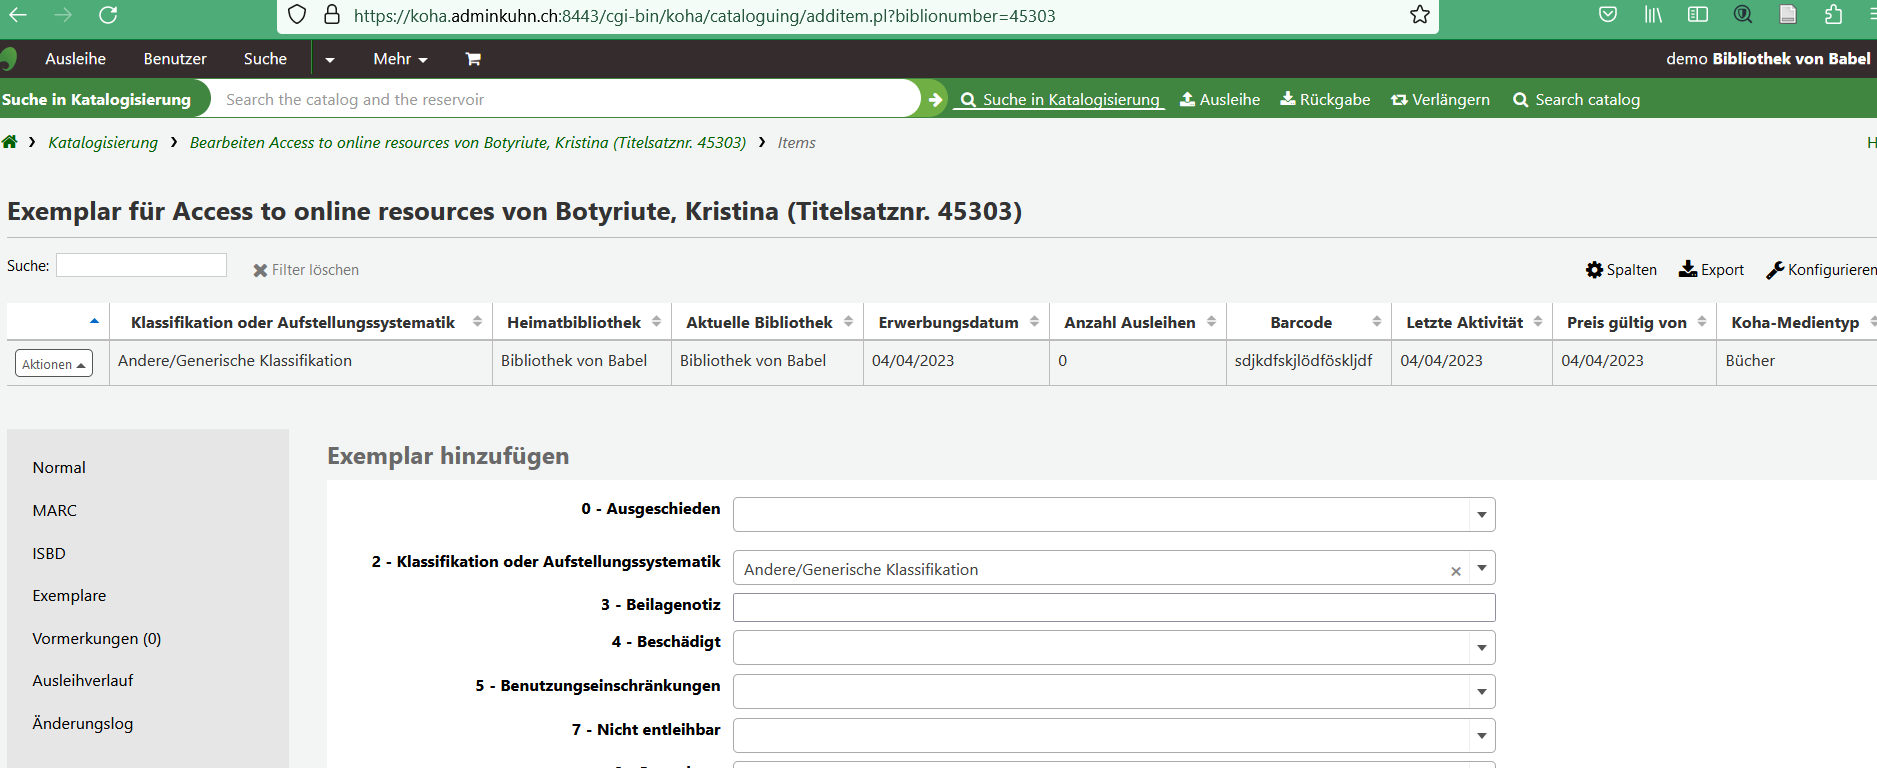 https://koha.adminkuhn.ch:8443/cgi-bin/koha/cataloguing/additem.pl?biblionumber=45303
Ausleihe Benutzer Suche Mehr demo Bibliothek von Babel
Suche in Katalogisierung Search the catalog and the reservoir Suche in Katalogisierung Ausleihe Rückgabe Verlängern Search catalog
Katalogisierung Bearbeiten Access to online resources von Botyriute, Kristina (Titelsatznr. 45303) Items
Exemplar für Access to online resources von Botyriute, Kristina (Titelsatznr. 45303)
Suche: Filter löschen Spalten Export Konfigurieren
Klassifikation oder Aufstellungssystematik Heimatbibliothek Aktuelle Bibliothek Erwerbungsdatum Anzahl Ausleihen Barcode Letzte Aktivität Preis gültig von Koha-Medientyp
Aktionen Andere/Generische Klassifikation Bibliothek von Babel Bibliothek von Babel 04/04/2023 0 sdjkdfskjlödföskljdf 04/04/2023 04/04/2023 Bücher
Normal
MARC
ISBD
Exemplare
Vormerkungen (0)
Ausleihverlauf
Änderungslog
Exemplar hinzufügen
0 - Ausgeschieden
2 - Klassifikation oder Aufstellungssystematik Andere/Generische Klassifikation
3 - Beilagenotiz
4 - Beschädigt
5 - Benutzungseinschränkungen
7 - Nicht entleihbar